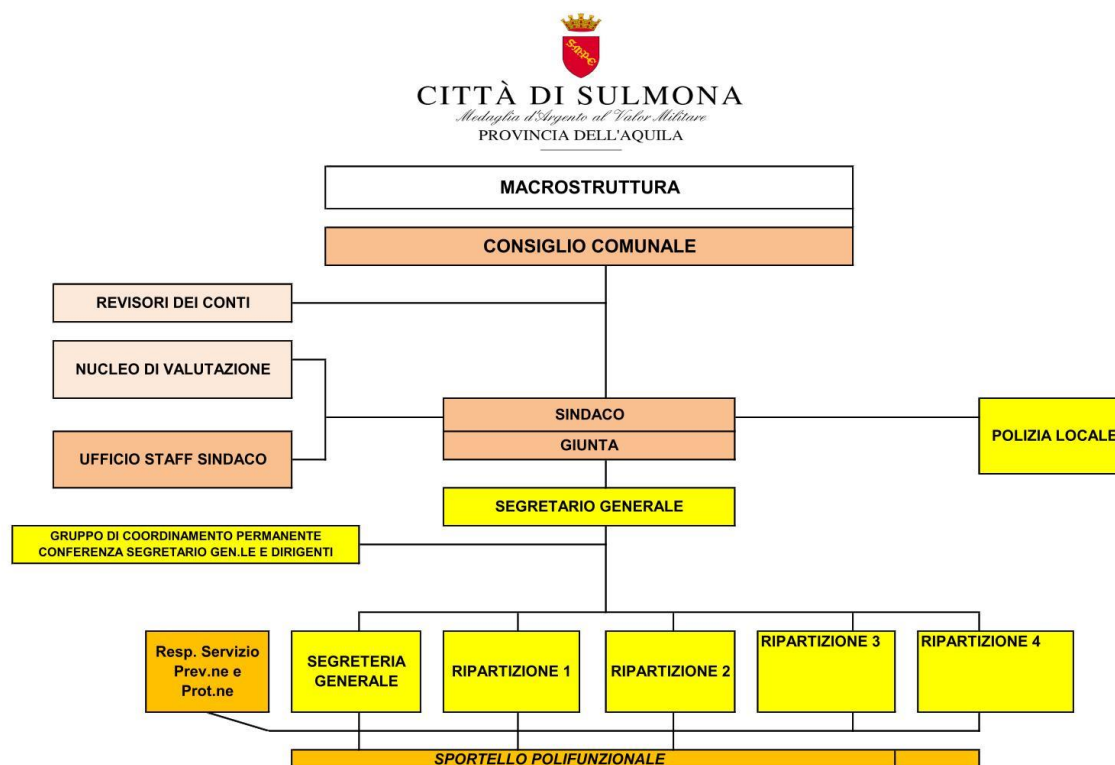 SMPE
CITTÀ DI SULMONA
Medaglia d'Argento al Valor Militare
PROVINCIA DELL'AQUILA
MACROSTRUTTURA
CONSIGLIO COMUNALE
REVISORI DEI CONTI
NUCLEO DI VALUTAZIONE
UFFICIO STAFF SINDACO
SINDACO
GIUNTA
POLIZIA LOCALE
SEGRETARIO GENERALE
GRUPPO DI COORDINAMENTO PERMANENTE
CONFERENZA SEGRETARIO GEN.LE E DIRIGENTI
Resp. Servizio
Prev.ne e
Prot.ne
SEGRETERIA
GENERALE
RIPARTIZIONE 1
RIPARTIZIONE 2
RIPARTIZIONE 3
RIPARTIZIONE 4
SPORTELLO POLIFUNZIONALE